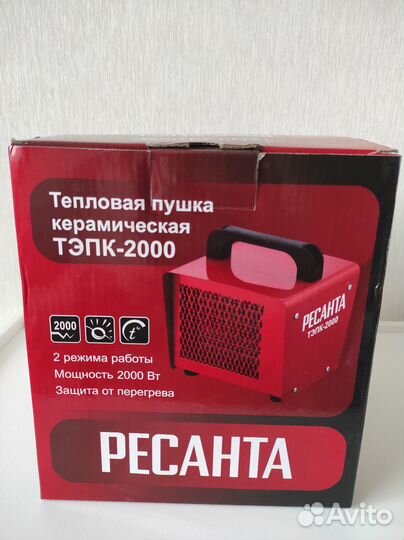 Тепловая пушка
керамическая
ТЭПК-2000
2000
t°
2 режима работы
Мощность 2000 Вт
Защита от перегрева
РЕСАНТА
ТЭПК-2000
РЕСАНТА
Avito